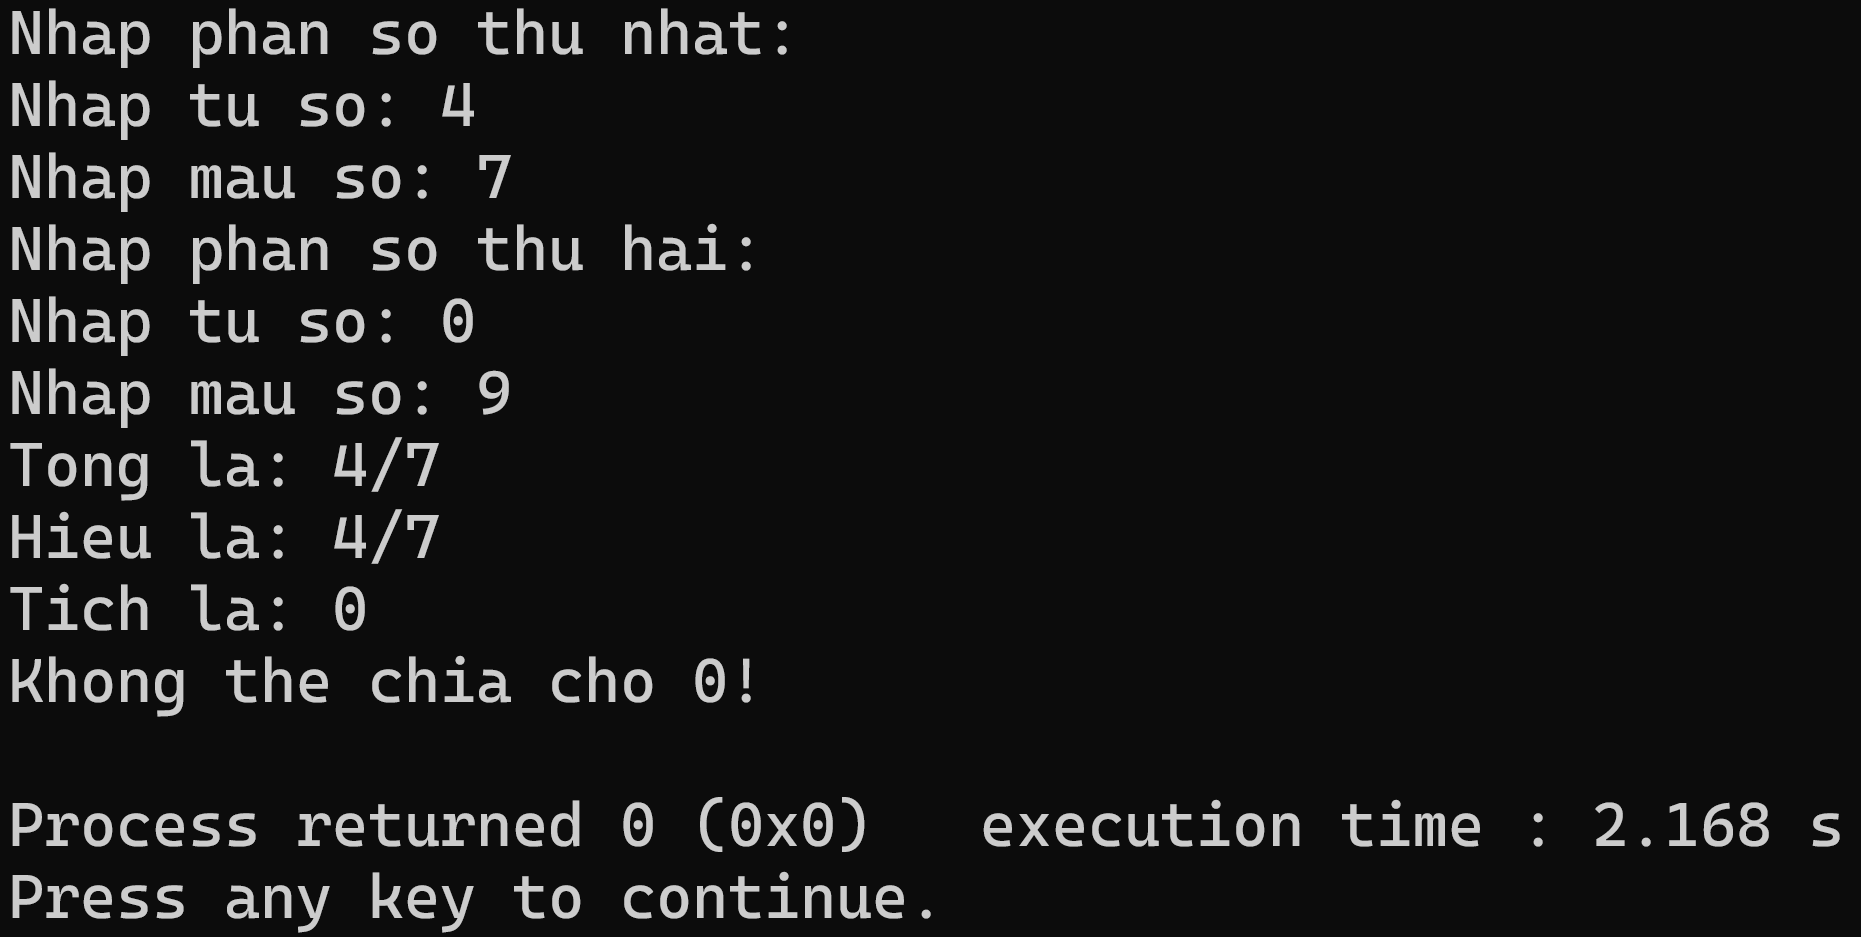 Nhap phan so thu nhat:
Nhap tu so: 4
Nhap mau so: 7
Nhap phan so thu hai:
Nhap tu so: 0
Nhap mau so: 9
Tong la: 4/7
Hieu la: 4/7
Tich la: 0
Khong the chia cho 0!
Process returned 0 (0x0)   execution time : 2.168 s
Press any key to continue.